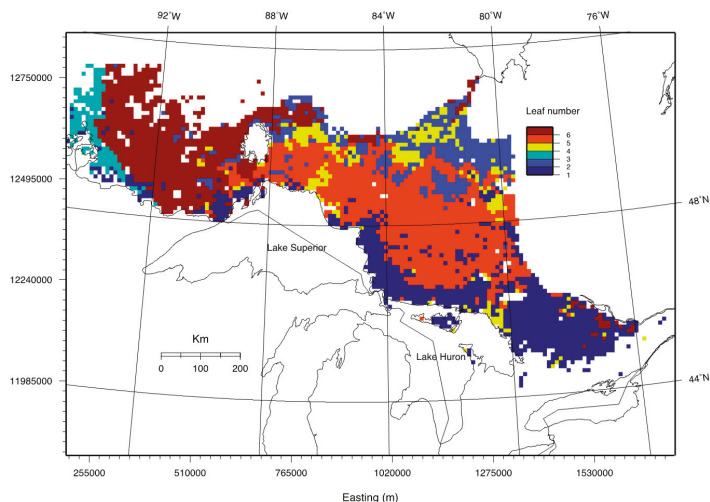 92°W 88°W 84°W 80°W 76°W
12750000
Leaf number
6
5
4
3
2
1
12495000
48°N
Lake Superior
12240000
Km
0 100 200
Lake Huron
11985000
44°N
255000 510000 765000 1020000 1275000 1530000
Easting (m)